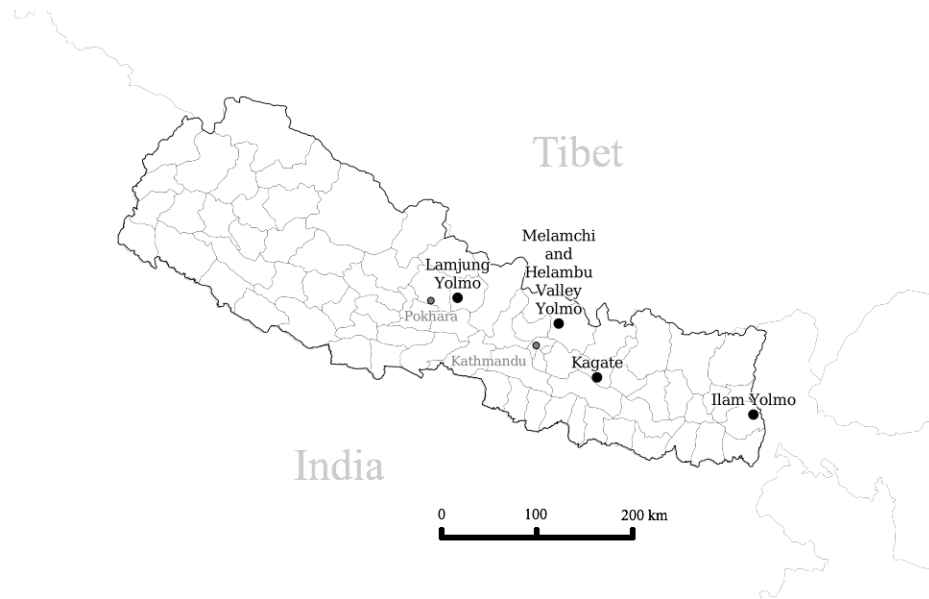 Tibet
Melamchi
and
Helambu
Valley
Yolmo
Lamjung
Yolmo
Pokhara
Kathmandu
Kagate
Ilam Yolmo
India
0 100 200 km